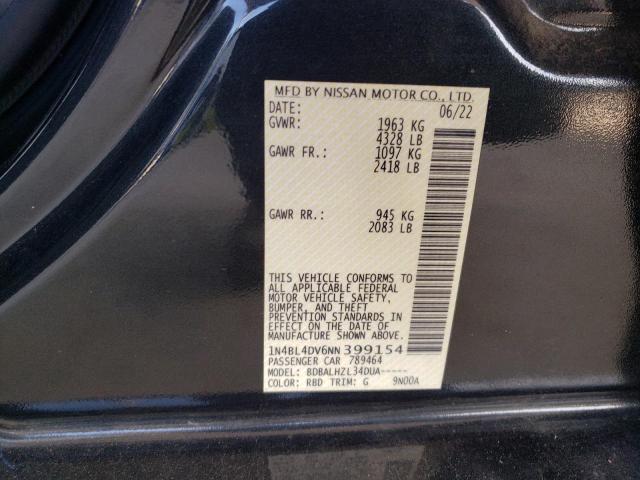 MFD BY NISSAN MOTOR CO., LTD.
DATE: 06/22
GVWR: 1963 KG
4328 LB
GAWR FR.: 1097 KG
2418 LB
GAWR RR.: 945 KG
2083 LB
THIS VEHICLE CONFORMS TO
ALL APPLICABLE FEDERAL
MOTOR VEHICLE SAFETY,
BUMPER, AND THEFT
PREVENTION STANDARDS IN
EFFECT ON THE DATE OF
MANUFACTURE SHOWN ABOVE.
1N4BL4DV6NN 399154
PASSENGER CAR 789464
MODEL: BDBALHZL34DUA-----
COLOR: RBD TRIM: G 9N00A